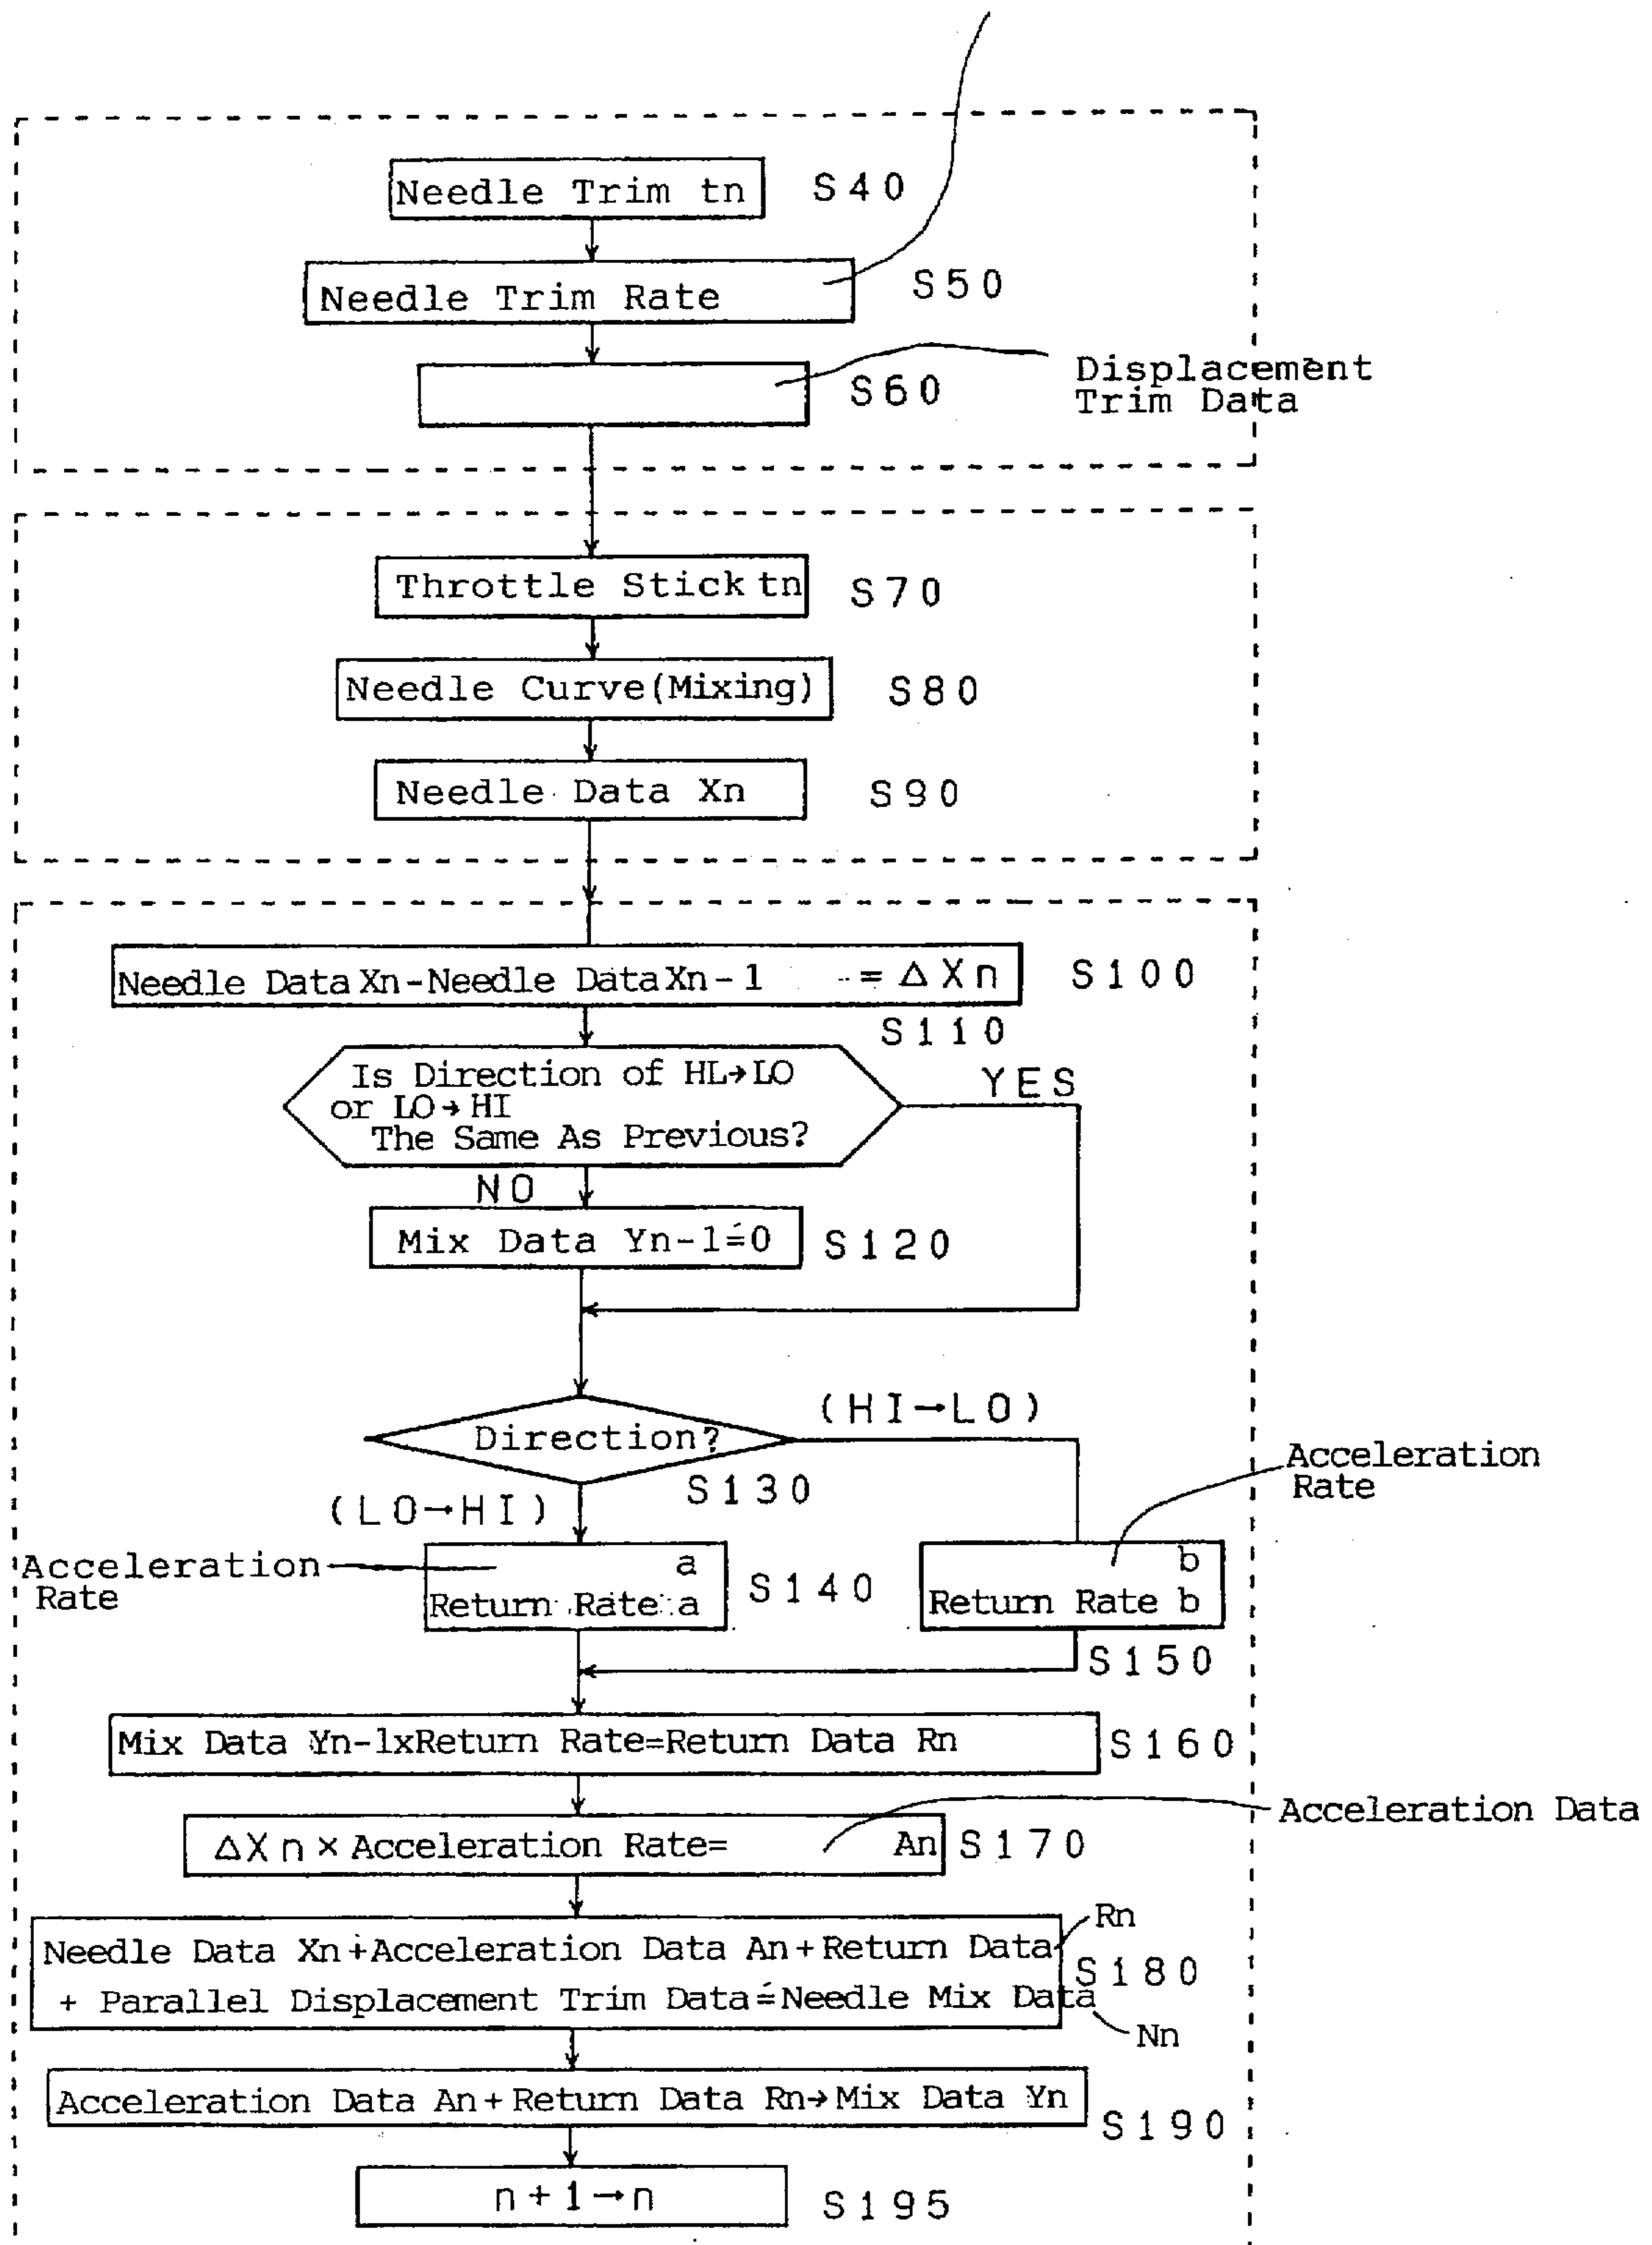 Needle Trim tn S40
Needle Trim Rate S50
S60
Displacement
Trim Data
Throttle Stick tn S70
Needle Curve(Mixing) S80
Needle Data Xn S90
Needle Data Xn-Needle Data Xn-1 = ΔXn S100
S110
Is Direction of HL→LO
or LO→HI
The Same As Previous?
YES
NO
Mix Data Yn-1=0 S120
Direction?
(HI→LO)
S130
(LO→HI)
Acceleration
Rate
Acceleration
Rate
a
Return Rate a
S140
b
Return Rate b
S150
Mix Data Yn-1xReturn Rate=Return Data Rn S160
ΔXn×Acceleration Rate= An S170
Acceleration Data
Needle Data Xn+Acceleration Data An+Return Data Rn
+ Parallel Displacement Trim Data=Needle Mix Data Nn
S180
Acceleration Data An+Return Data Rn→Mix Data Yn
S190
n+1→n S195